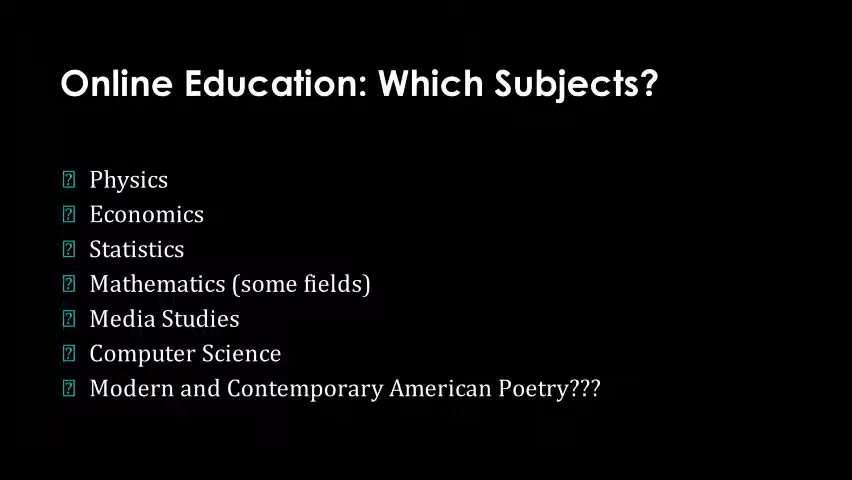 Online Education: Which Subjects?
Physics
Economics
Statistics
Mathematics (some fields)
Media Studies
Computer Science
Modern and Contemporary American Poetry???